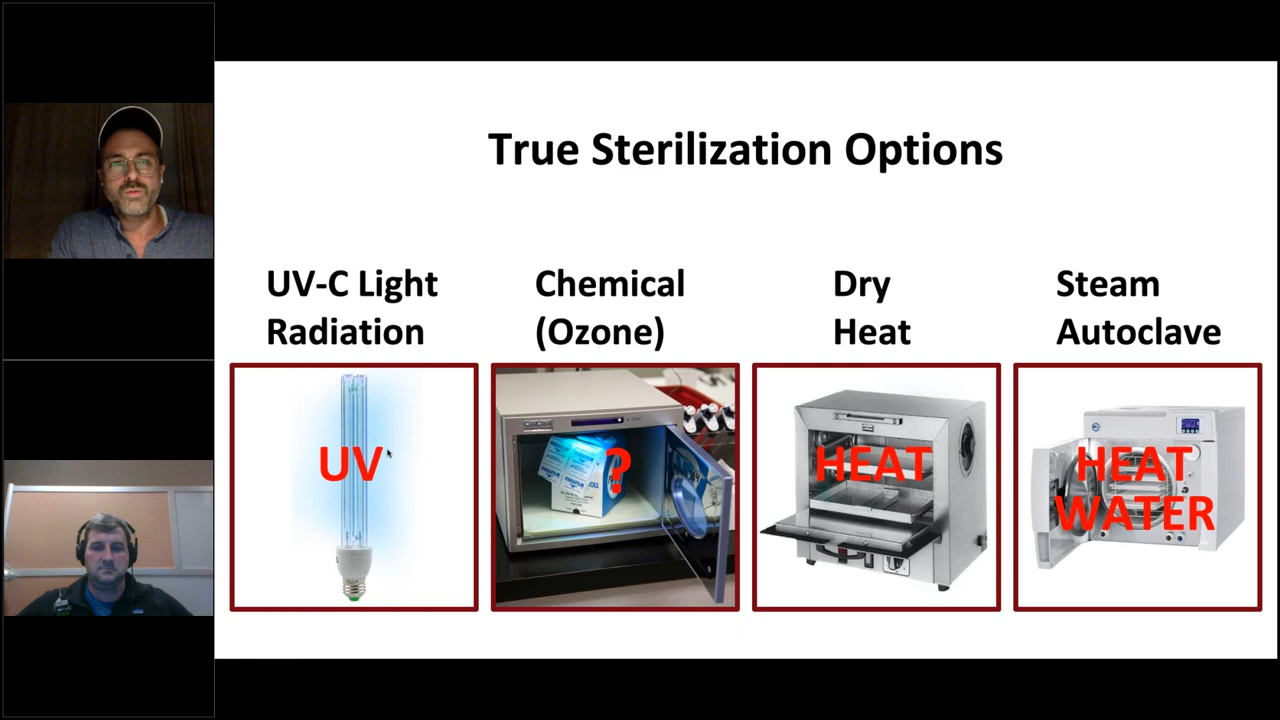 True Sterilization Options
UV-C Light
Radiation
Chemical
(Ozone)
Dry
Heat
Steam
Autoclave
UV
?
HEAT
HEAT
WATER